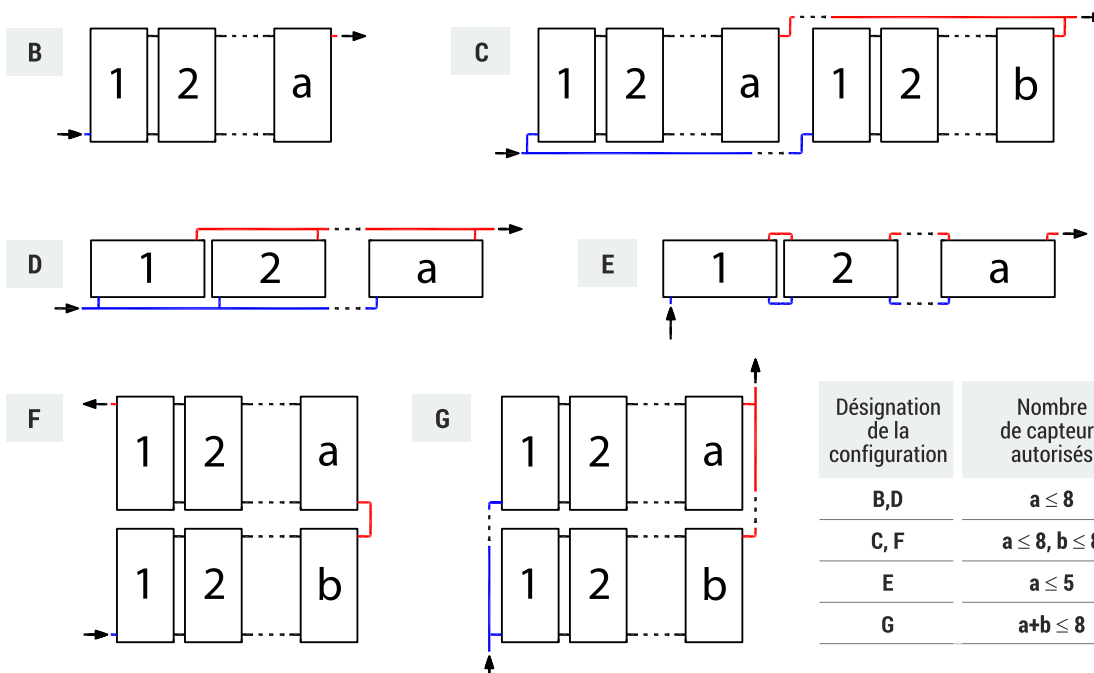 B
1 2 a
C
1 2 a 1 2 b
D
1 2 a
E
1 2 a
F
1 2 a
1 2 b
G
1 2 a
1 2 b
Désignation
de la
configuration
Nombre
de capteur
autorisés
B,D a ≤ 8
C, F a ≤ 8, b ≤ 8
E a ≤ 5
G a+b ≤ 8